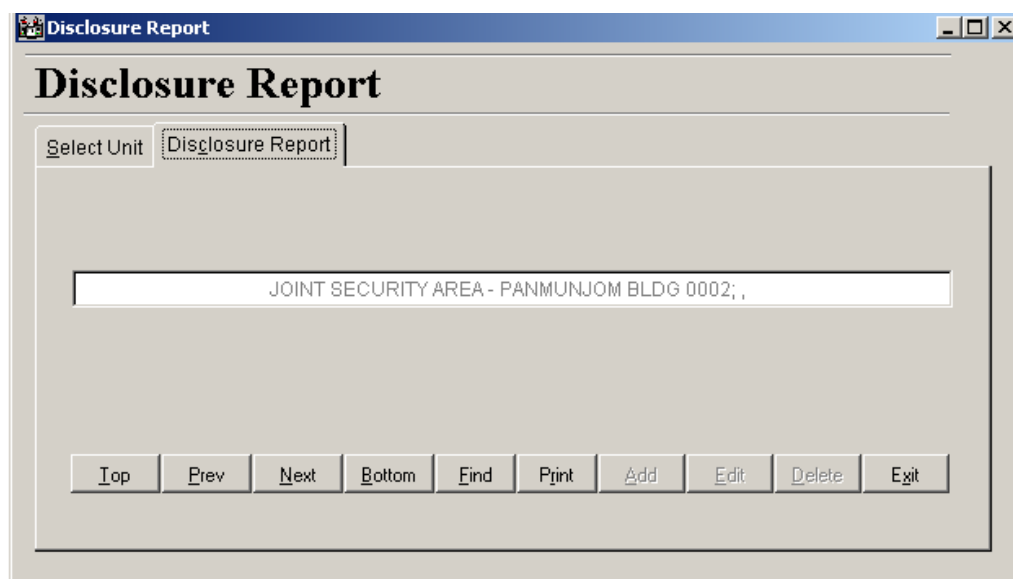 Disclosure Report
Disclosure Report
Select Unit Disclosure Report
JOINT SECURITY AREA - PANMUNJOM BLDG 0002; ,
Top Prev Next Bottom Find Print Add Edit Delete Exit